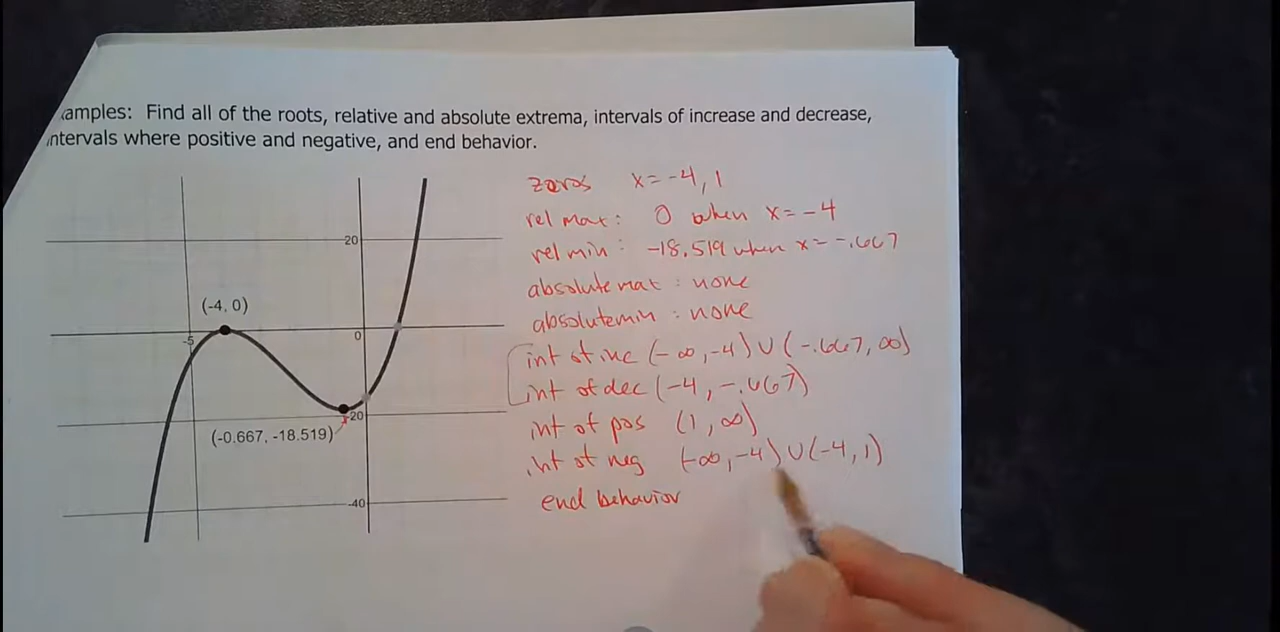 amples: Find all of the roots, relative and absolute extrema, intervals of increase and decrease,
ntervals where positive and negative, and end behavior.
zeros x=-4, 1
rel max: 0 when x=-4
rel min: -18.519 when x=-.667
absolute max: none
absolute min: none
int of inc (-∞,-4)∪(-.667,∞)
int of dec (-4,-.667)
int of pos (1,∞)
int of neg (-∞,-4)∪(-4,1)
end behavior
20
(-4, 0)
-5
0
-20
(-0.667, -18.519)
-40